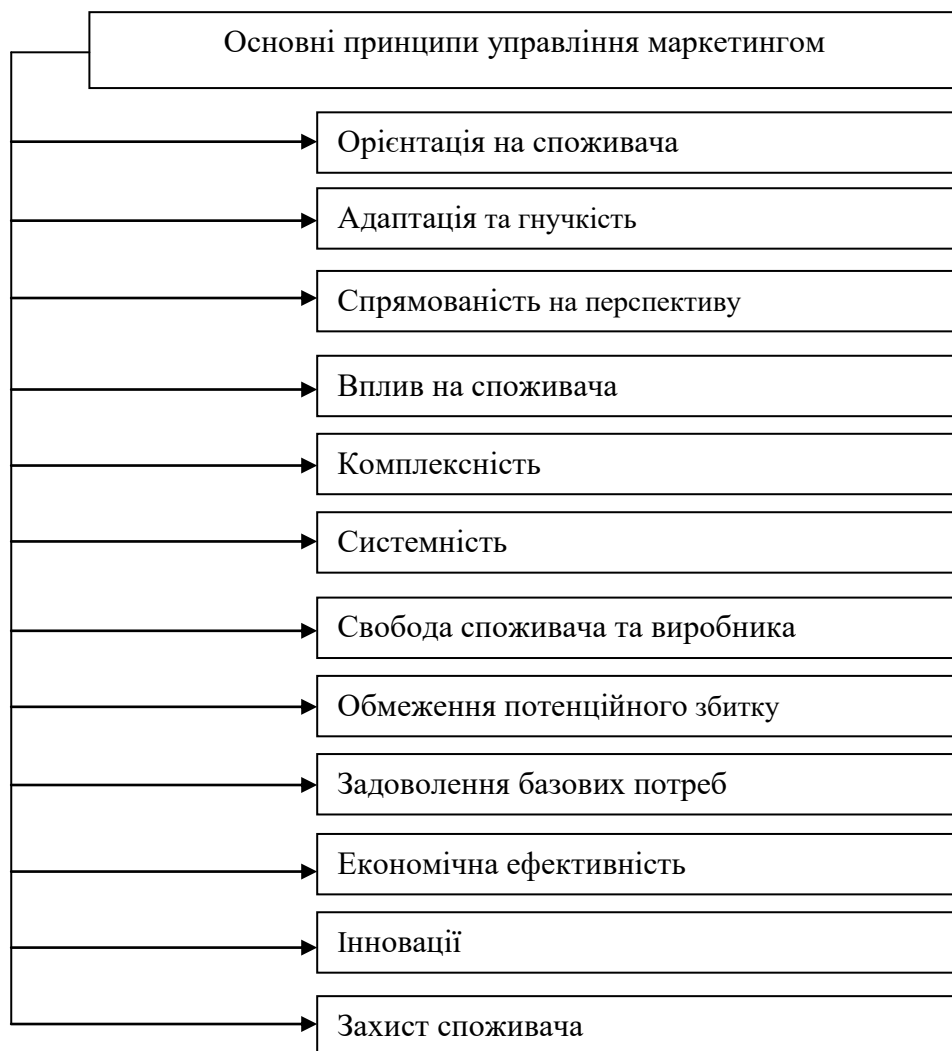 Основні принципи управління маркетингом
Орієнтація на споживача
Адаптація та гнучкість
Спрямованість на перспективу
Вплив на споживача
Комплексність
Системність
Свобода споживача та виробника
Обмеження потенційного збитку
Задоволення базових потреб
Економічна ефективність
Інновації
Захист споживача